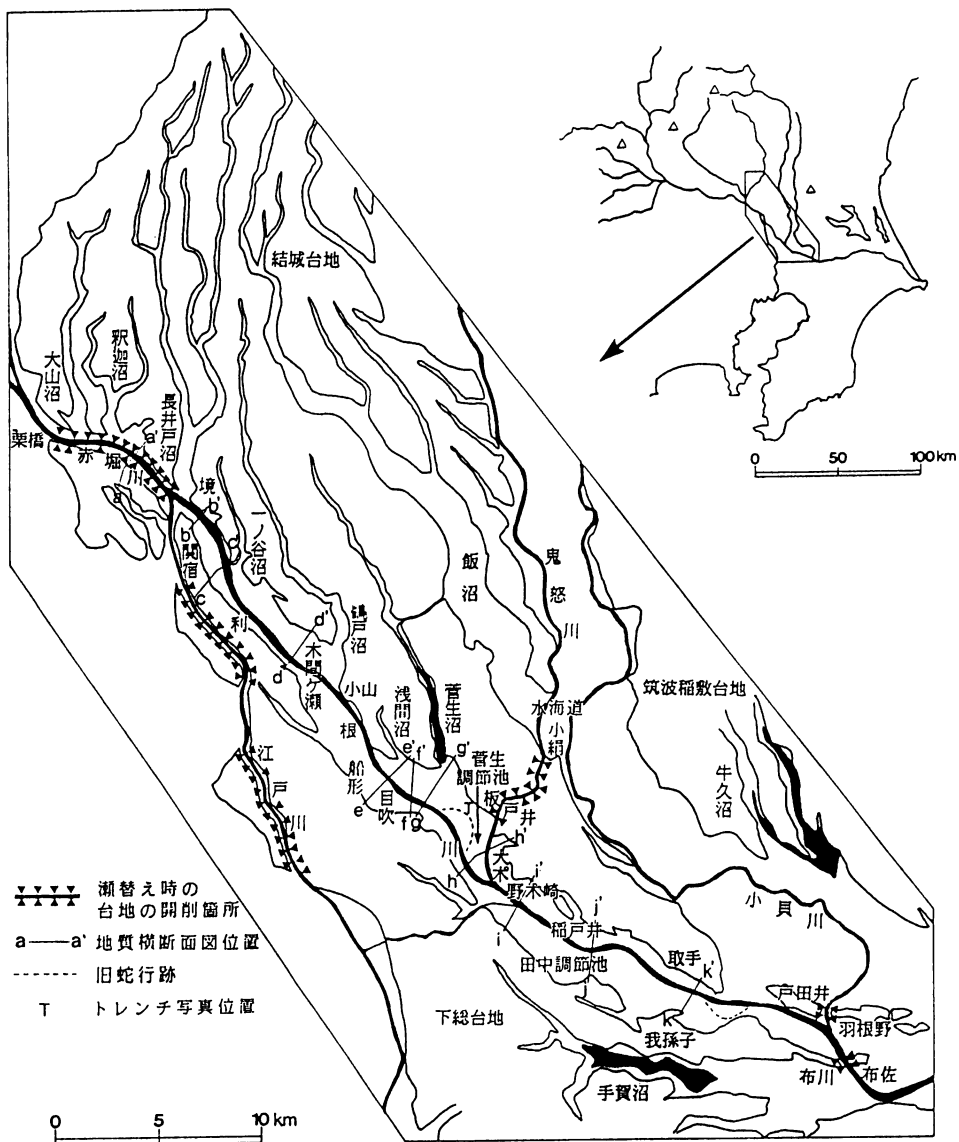 結城台地
釈迦沼
大山沼
長井戸沼
栗橋
赤堀川
a'
a
境
b'
b
関宿
一ノ谷沼
c
飯沼
鬼怒川
d'
d
利根川
木間ケ瀬
小山
浅間沼
菅生沼
筑波稲敷台地
水海道
小絹
牛久沼
江戸川
船形
目吹
e'
f'
g'
e
f
g
菅生
調節池
T
板戸井
h'
h
大木
野木崎
i'
i
j'
j
稲戸井
田中調節池
取手
k'
k
小貝川
戸田井
羽根野
下総台地
我孫子
手賀沼
布川
布佐
0 50 100km
瀬替え時の
台地の開削箇所
a a' 地質横断面図位置
旧蛇行跡
T トレンチ写真位置
0 5 10 km